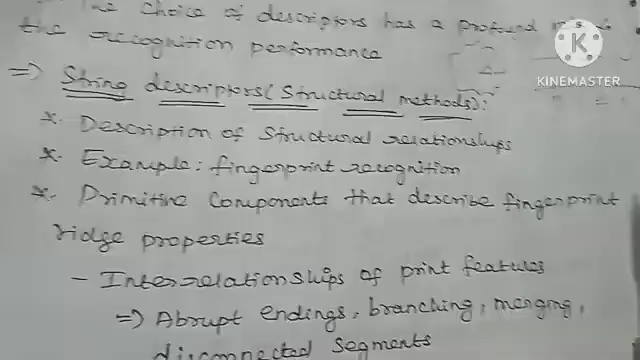 The choice of descriptors has a profound
the recognition performance
=> String descriptors (Structural methods):
*. Description of Structural relationships
*. Example: fingerprint recognition
*. Primitive Components that describe fingerprint
ridge properties
- Interrelationships of print features
=> Abrupt endings, branching, merging,
disconnected segments
KINEMASTER